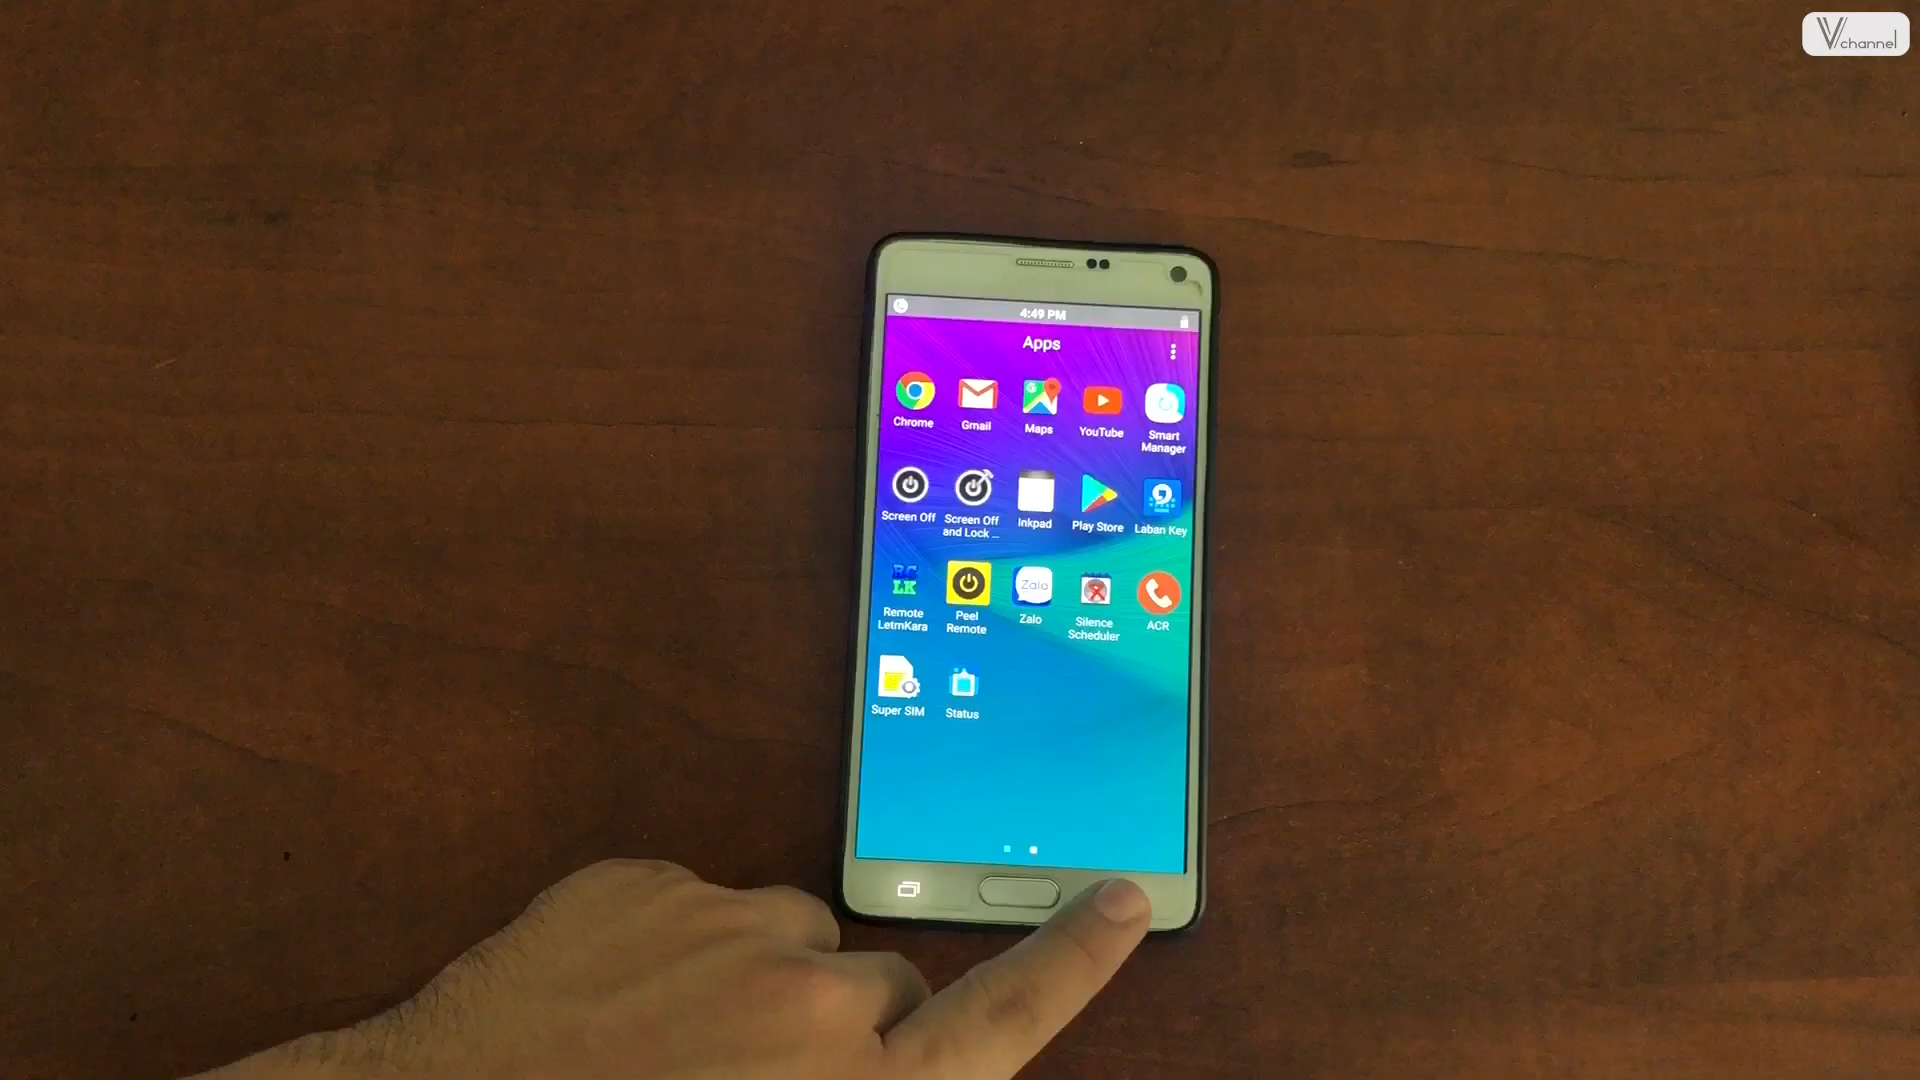 Vchannel
4:49 PM
Apps
Chrome
Gmail
Maps
YouTube
Smart
Manager
Screen Off
Screen Off
and Lock ...
Inkpad
Play Store
Laban Key
Remote
LetmKara
Peel
Remote
Zalo
Zalo
Silence
Scheduler
ACR
Super SIM
Status